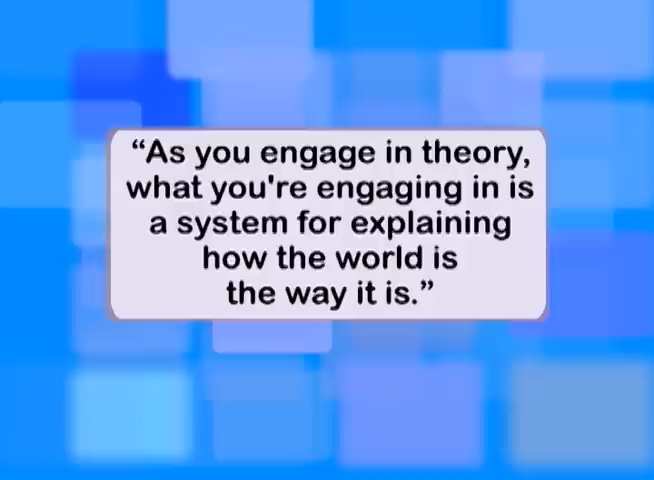 “As you engage in theory,
what you're engaging in is
a system for explaining
how the world is
the way it is.”